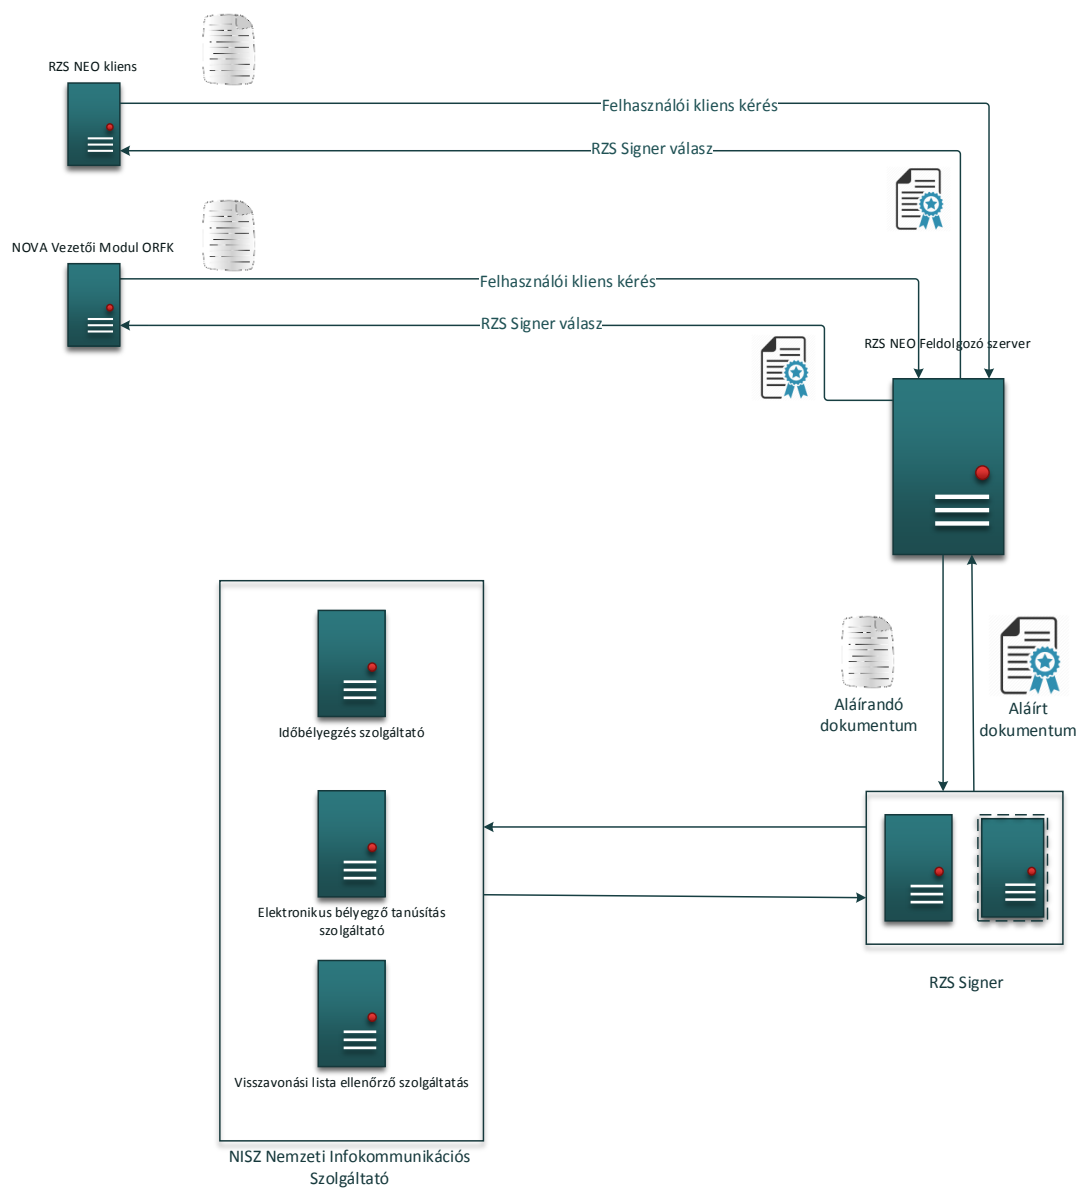 RZS NEO kliens
Felhasználói kliens kérés
RZS Signer válasz
NOVA Vezetői Modul ORFK
Felhasználói kliens kérés
RZS Signer válasz
RZS NEO Feldolgozó szerver
Aláírandó
dokumentum
Aláírt
dokumentum
Időbélyegzés szolgáltató
Elektronikus bélyegző tanúsítás
szolgáltató
RZS Signer
Visszavonási lista ellenőrző szolgáltatás
NISZ Nemzeti Infokommunikációs
Szolgáltató